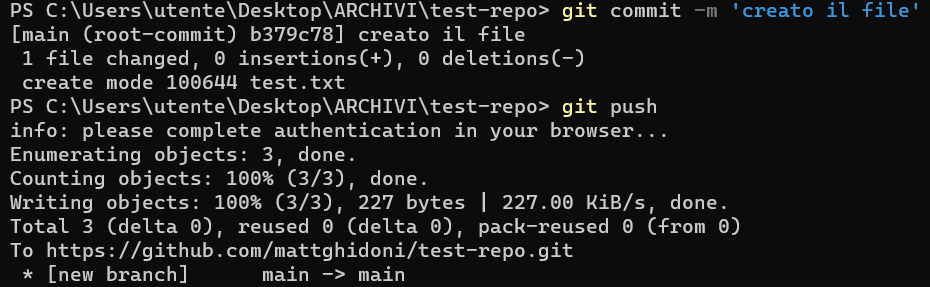 PS C:\Users\utente\Desktop\ARCHIVI\test-repo> git commit -m 'creato il file'
[main (root-commit) b379c78] creato il file
 1 file changed, 0 insertions(+), 0 deletions(-)
 create mode 100644 test.txt
PS C:\Users\utente\Desktop\ARCHIVI\test-repo> git push
info: please complete authentication in your browser...
Enumerating objects: 3, done.
Counting objects: 100% (3/3), done.
Writing objects: 100% (3/3), 227 bytes | 227.00 KiB/s, done.
Total 3 (delta 0), reused 0 (delta 0), pack-reused 0 (from 0)
To https://github.com/mattghidoni/test-repo.git
 * [new branch]      main -> main